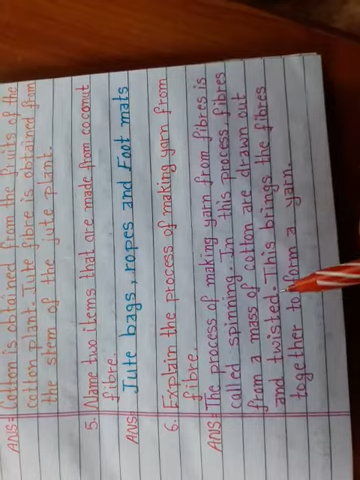 ANS= Cotton is obtained from the fruits of the
cotton plant. Jute fibre is obtained from
the stem of the jute plant.
5. Name two items that are made from coconut
fibre.
ANS Jute bags, ropes and Foot mats
6. Explain the process of making yarn from
fibre.
ANS= The process of making yarn from fibres is
called spinning. In this process fibres
from a mass of cotton are drawn out
and twisted. This brings the fibres
together to form a yarn.